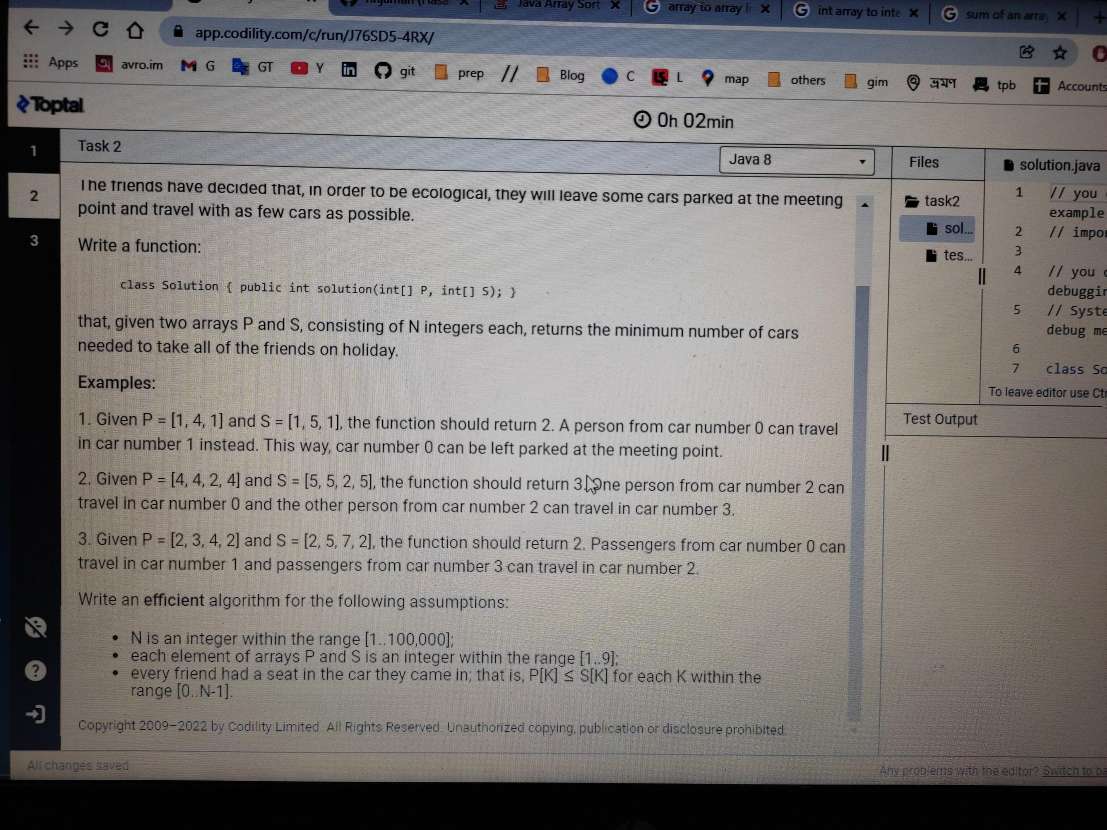 Java Array Sort
array to array li
int array to inte
sum of an array
app.codility.com/c/run/J76SD5-4RX/
Apps avro.im G GT Y git prep // Blog C L map others gim ভ্রমণ tpb Accounts
Toptal
0h 02min
1
2
3
Task 2
Java 8
The friends have decided that, in order to be ecological, they will leave some cars parked at the meeting
point and travel with as few cars as possible.
Write a function:
class Solution { public int solution(int[] P, int[] S); }
that, given two arrays P and S, consisting of N integers each, returns the minimum number of cars
needed to take all of the friends on holiday.
Examples:
1. Given P = [1, 4, 1] and S = [1, 5, 1], the function should return 2. A person from car number 0 can travel
in car number 1 instead. This way, car number 0 can be left parked at the meeting point.
2. Given P = [4, 4, 2, 4] and S = [5, 5, 2, 5], the function should return 3. One person from car number 2 can
travel in car number 0 and the other person from car number 2 can travel in car number 3.
3. Given P = [2, 3, 4, 2] and S = [2, 5, 7, 2], the function should return 2. Passengers from car number 0 can
travel in car number 1 and passengers from car number 3 can travel in car number 2.
Write an efficient algorithm for the following assumptions:
• N is an integer within the range [1..100,000];
• each element of arrays P and S is an integer within the range [1..9];
• every friend had a seat in the car they came in; that is, P[K] ≤ S[K] for each K within the
range [0..N-1].
Copyright 2009–2022 by Codility Limited. All Rights Reserved. Unauthorized copying, publication or disclosure prohibited.
Files
task2
sol...
tes...
solution.java
1 // you
example
2 // impor
3
4 // you c
debuggin
5 // Syste
debug me
6
7 class So
To leave editor use Ctr
Test Output
All changes saved
Any problems with the editor? Switch to ba